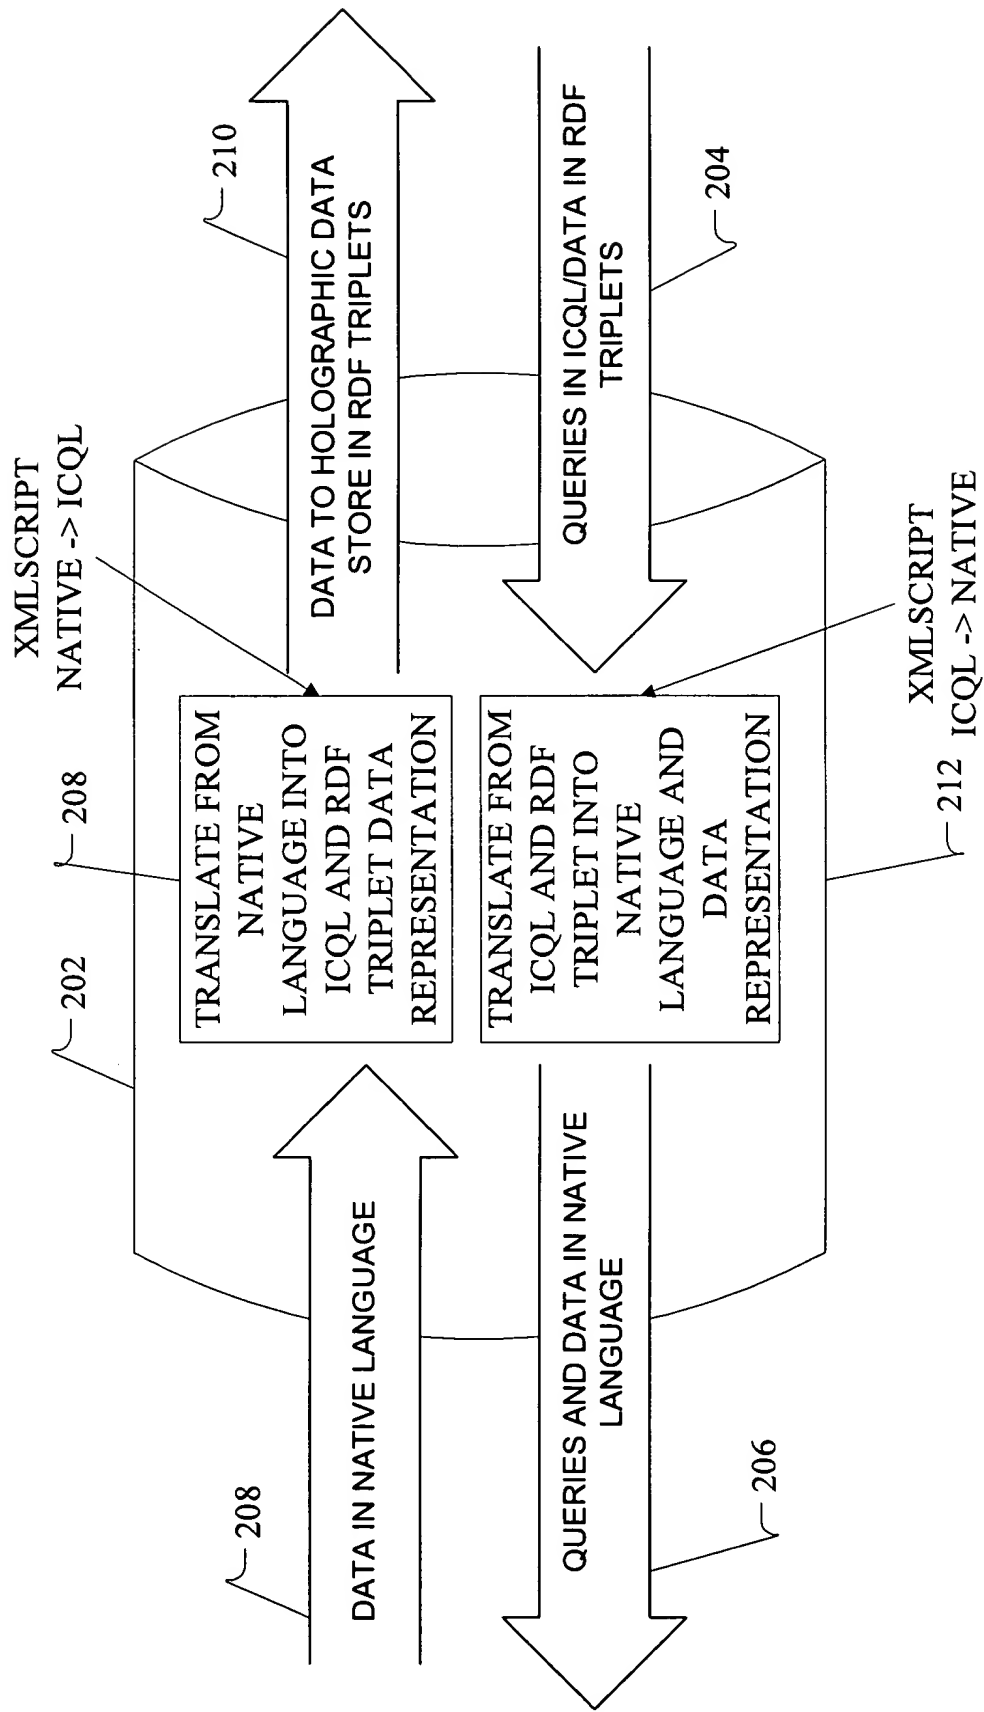 XMLSCRIPT
NATIVE -> ICQL
208
202
210
TRANSLATE FROM
NATIVE
LANGUAGE INTO
ICQL AND RDF
TRIPLET DATA
REPRESENTATION
208
DATA IN NATIVE LANGUAGE
DATA TO HOLOGRAPHIC DATA
STORE IN RDF TRIPLETS
TRANSLATE FROM
ICQL AND RDF
TRIPLET INTO
NATIVE
LANGUAGE AND
DATA
REPRESENTATION
QUERIES AND DATA IN NATIVE
LANGUAGE
QUERIES IN ICQL/DATA IN RDF
TRIPLETS
206
204
XMLSCRIPT
ICQL -> NATIVE
212